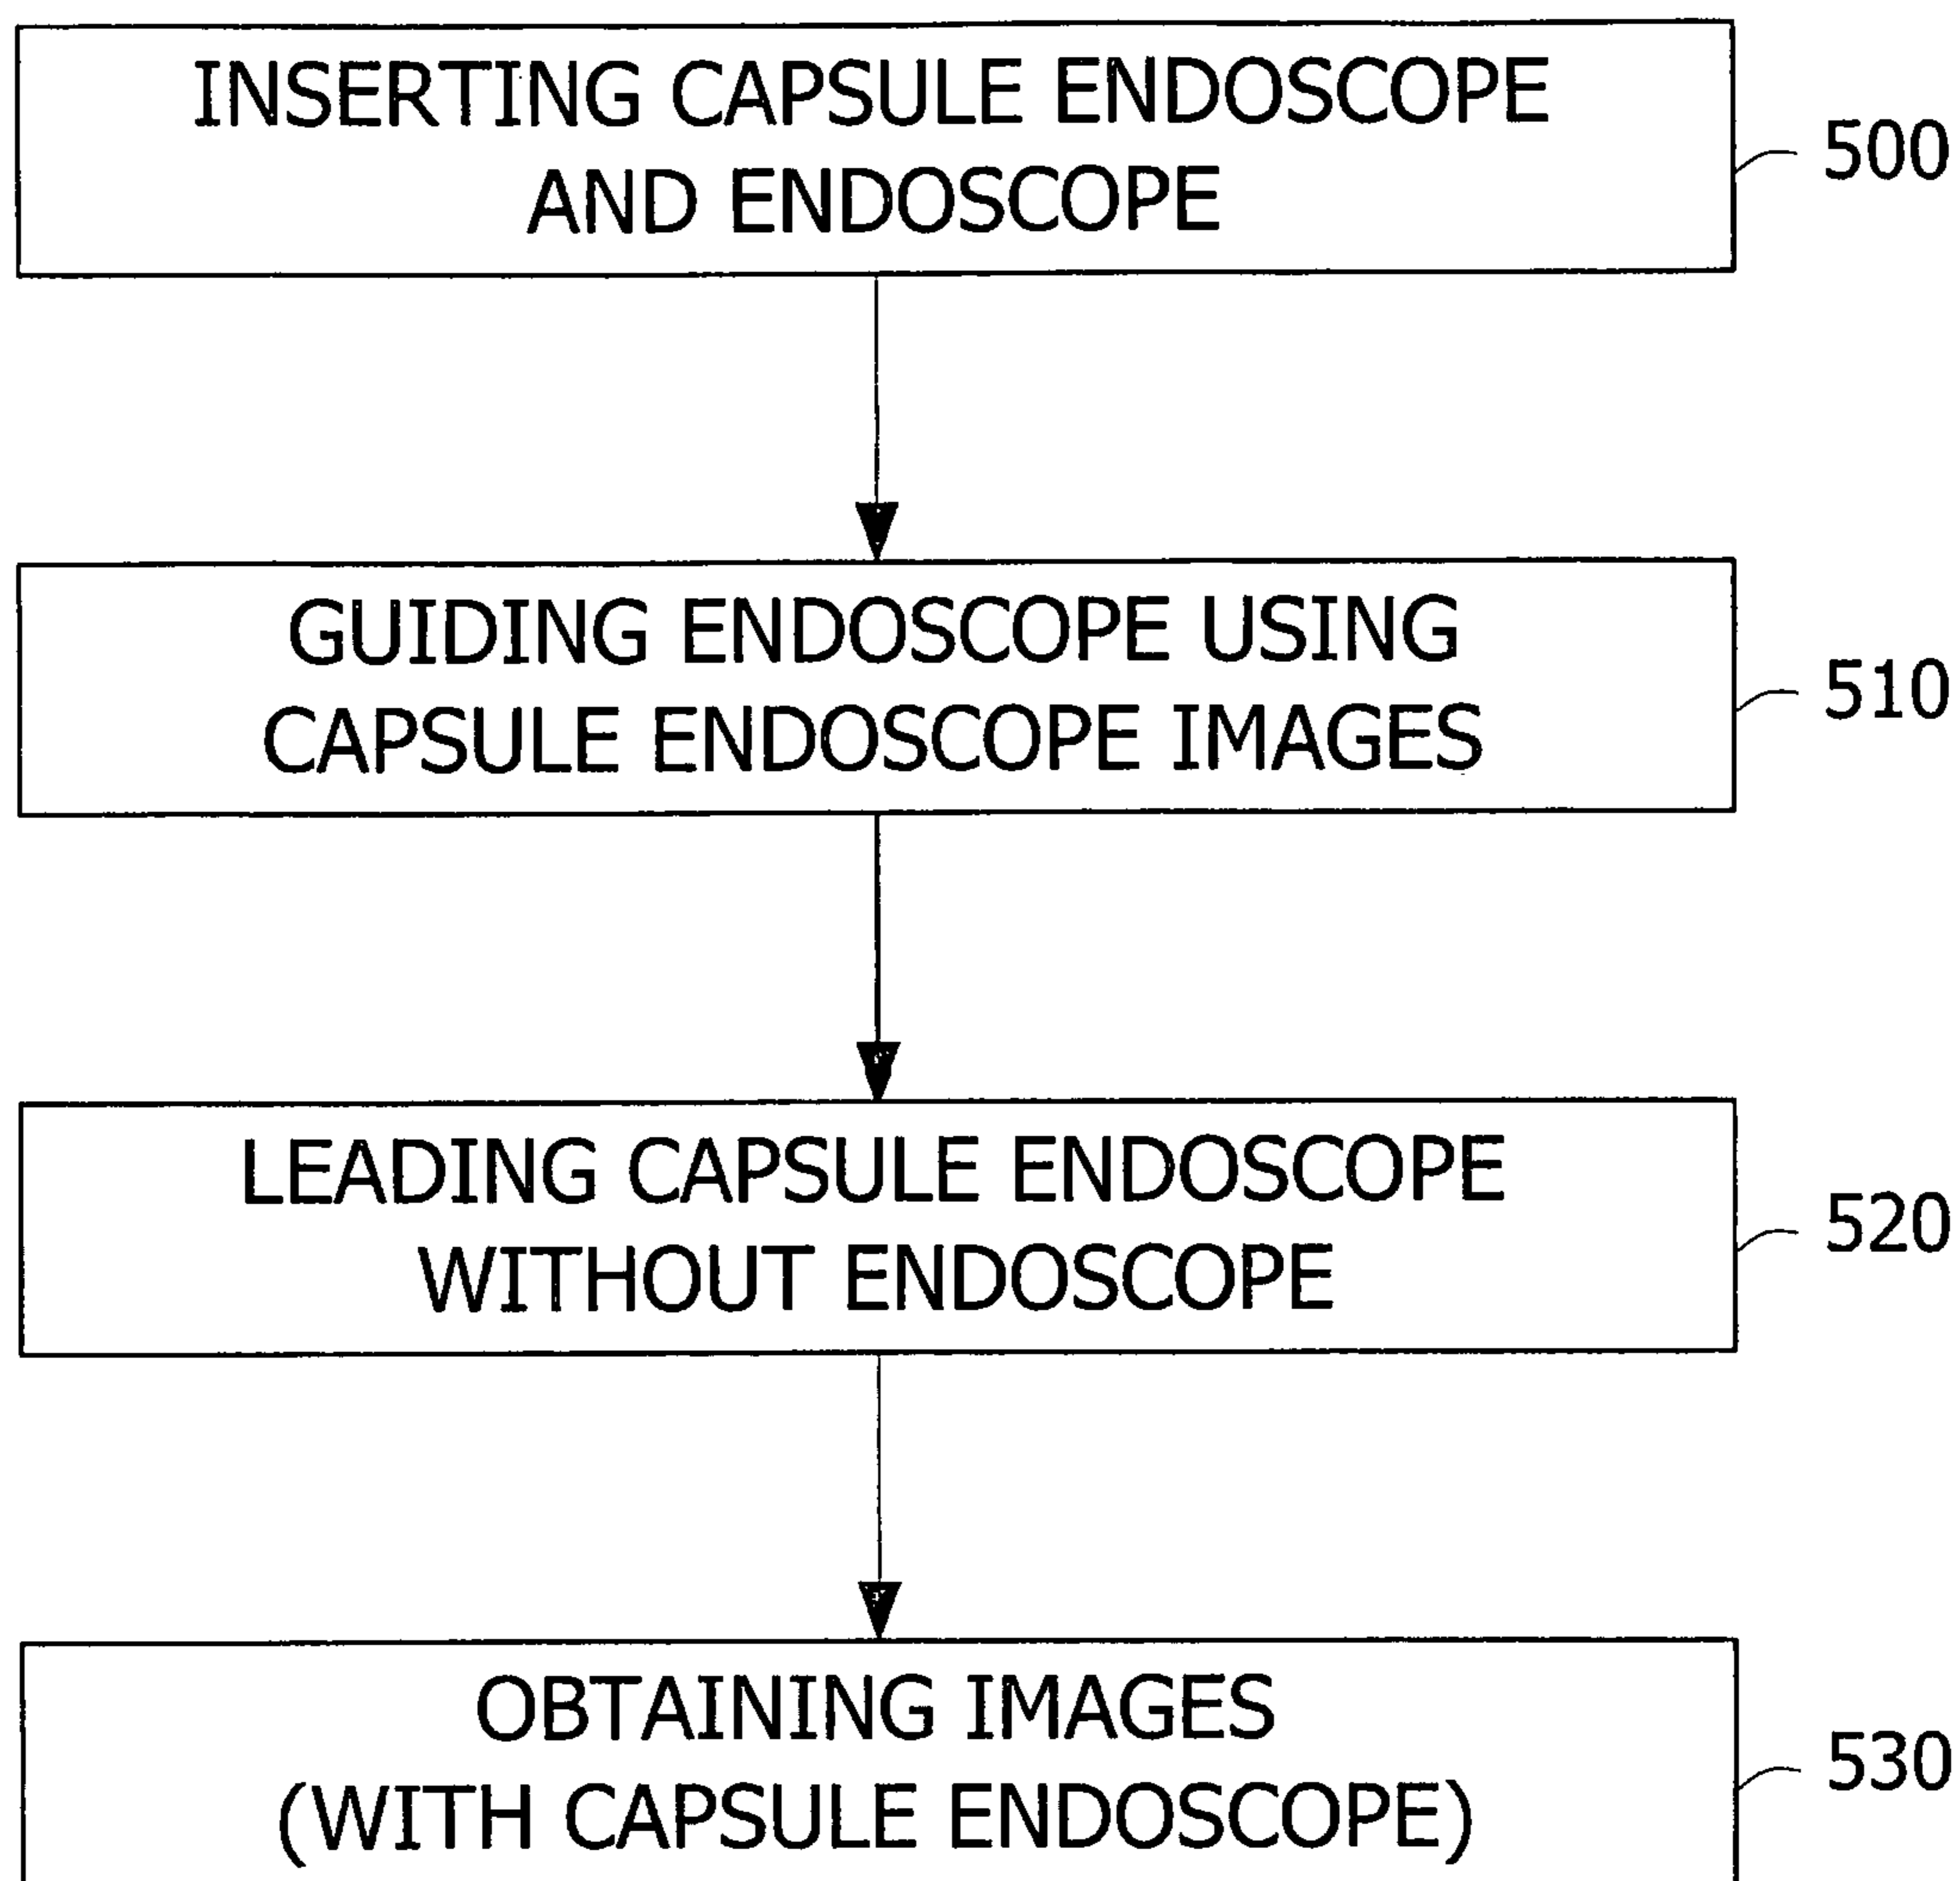 INSERTING CAPSULE ENDOSCOPE
AND ENDOSCOPE
500
GUIDING ENDOSCOPE USING
CAPSULE ENDOSCOPE IMAGES
510
LEADING CAPSULE ENDOSCOPE
WITHOUT ENDOSCOPE
520
OBTAINING IMAGES
(WITH CAPSULE ENDOSCOPE)
530